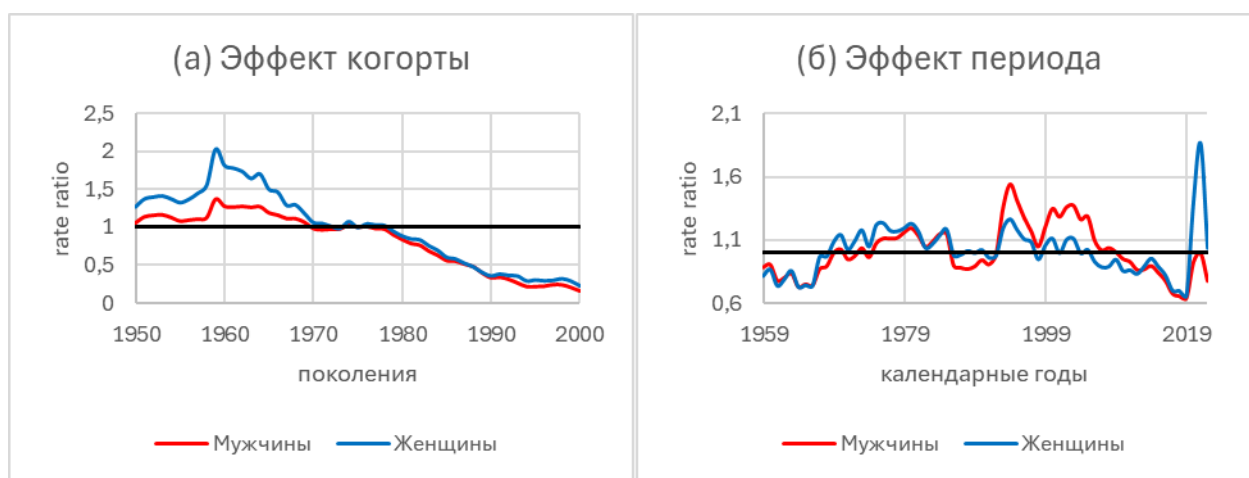 (а) Эффект когорты
rate ratio
2,5
2
1,5
1
0,5
0
1950 1960 1970 1980 1990 2000
поколения
Мужчины Женщины
(б) Эффект периода
rate ratio
2,1
1,6
1,1
0,6
1959 1979 1999 2019
календарные годы
Мужчины Женщины